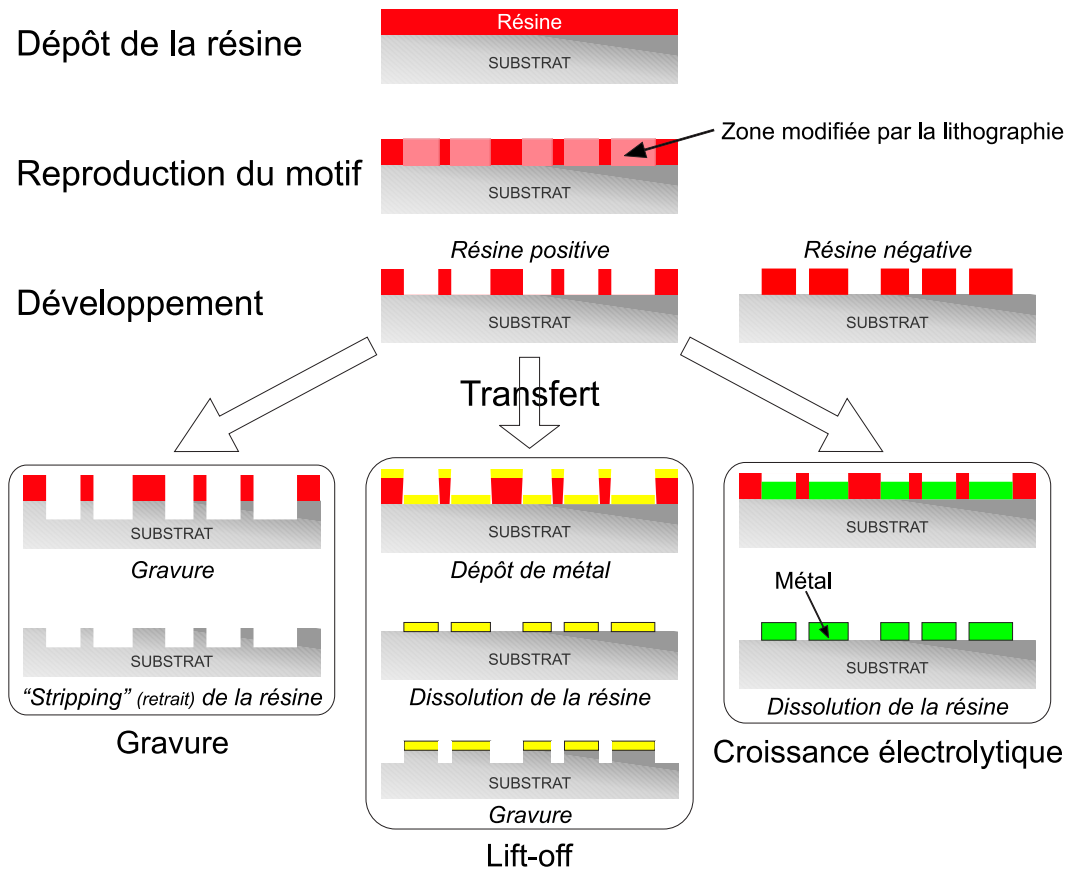 Dépôt de la résine
Résine
SUBSTRAT
Reproduction du motif
Zone modifiée par la lithographie
SUBSTRAT
Développement
Résine positive
SUBSTRAT
Résine négative
SUBSTRAT
Transfert
SUBSTRAT
Gravure
SUBSTRAT
“Stripping” (retrait) de la résine
Gravure
SUBSTRAT
Dépôt de métal
SUBSTRAT
Dissolution de la résine
SUBSTRAT
Gravure
Lift-off
SUBSTRAT
Métal
SUBSTRAT
Dissolution de la résine
Croissance électrolytique